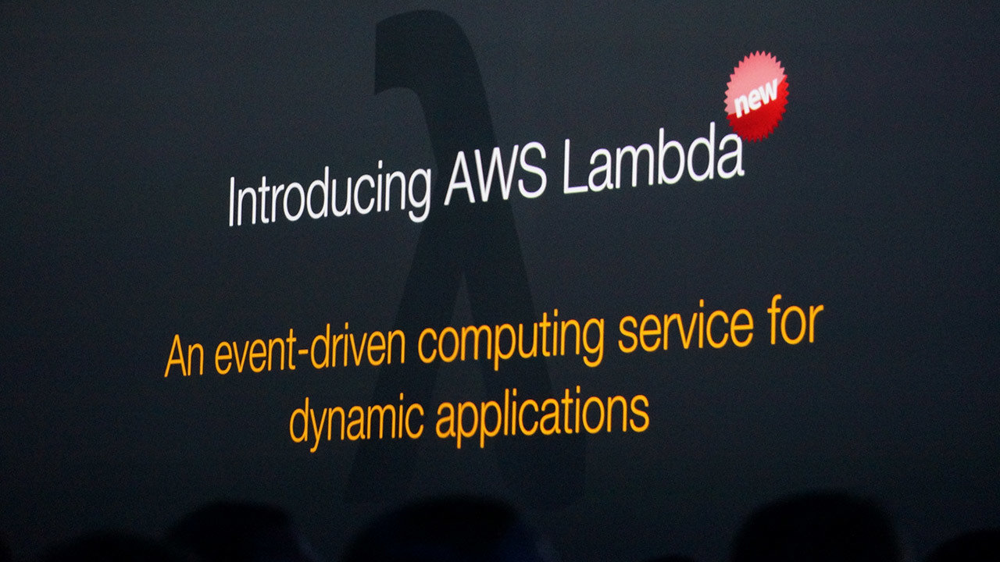 new
Introducing AWS Lambda
An event-driven computing service for
dynamic applications